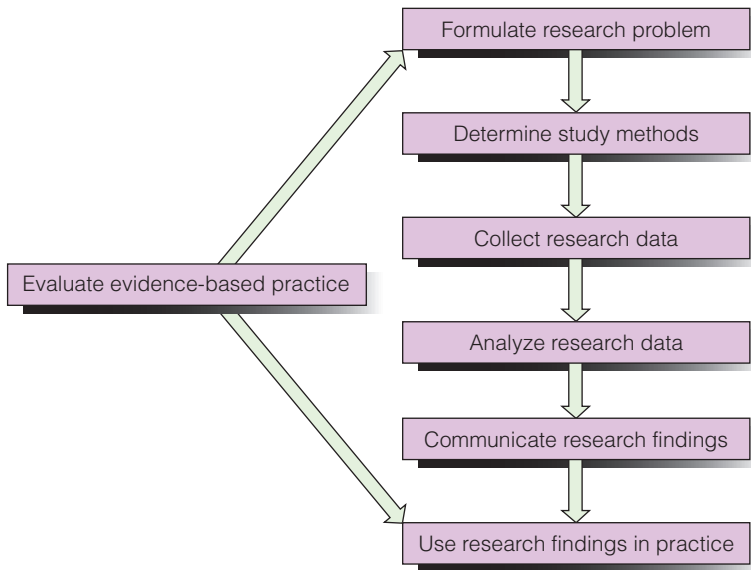 Formulate research problem
Determine study methods
Collect research data
Evaluate evidence-based practice
Analyze research data
Communicate research findings
Use research findings in practice